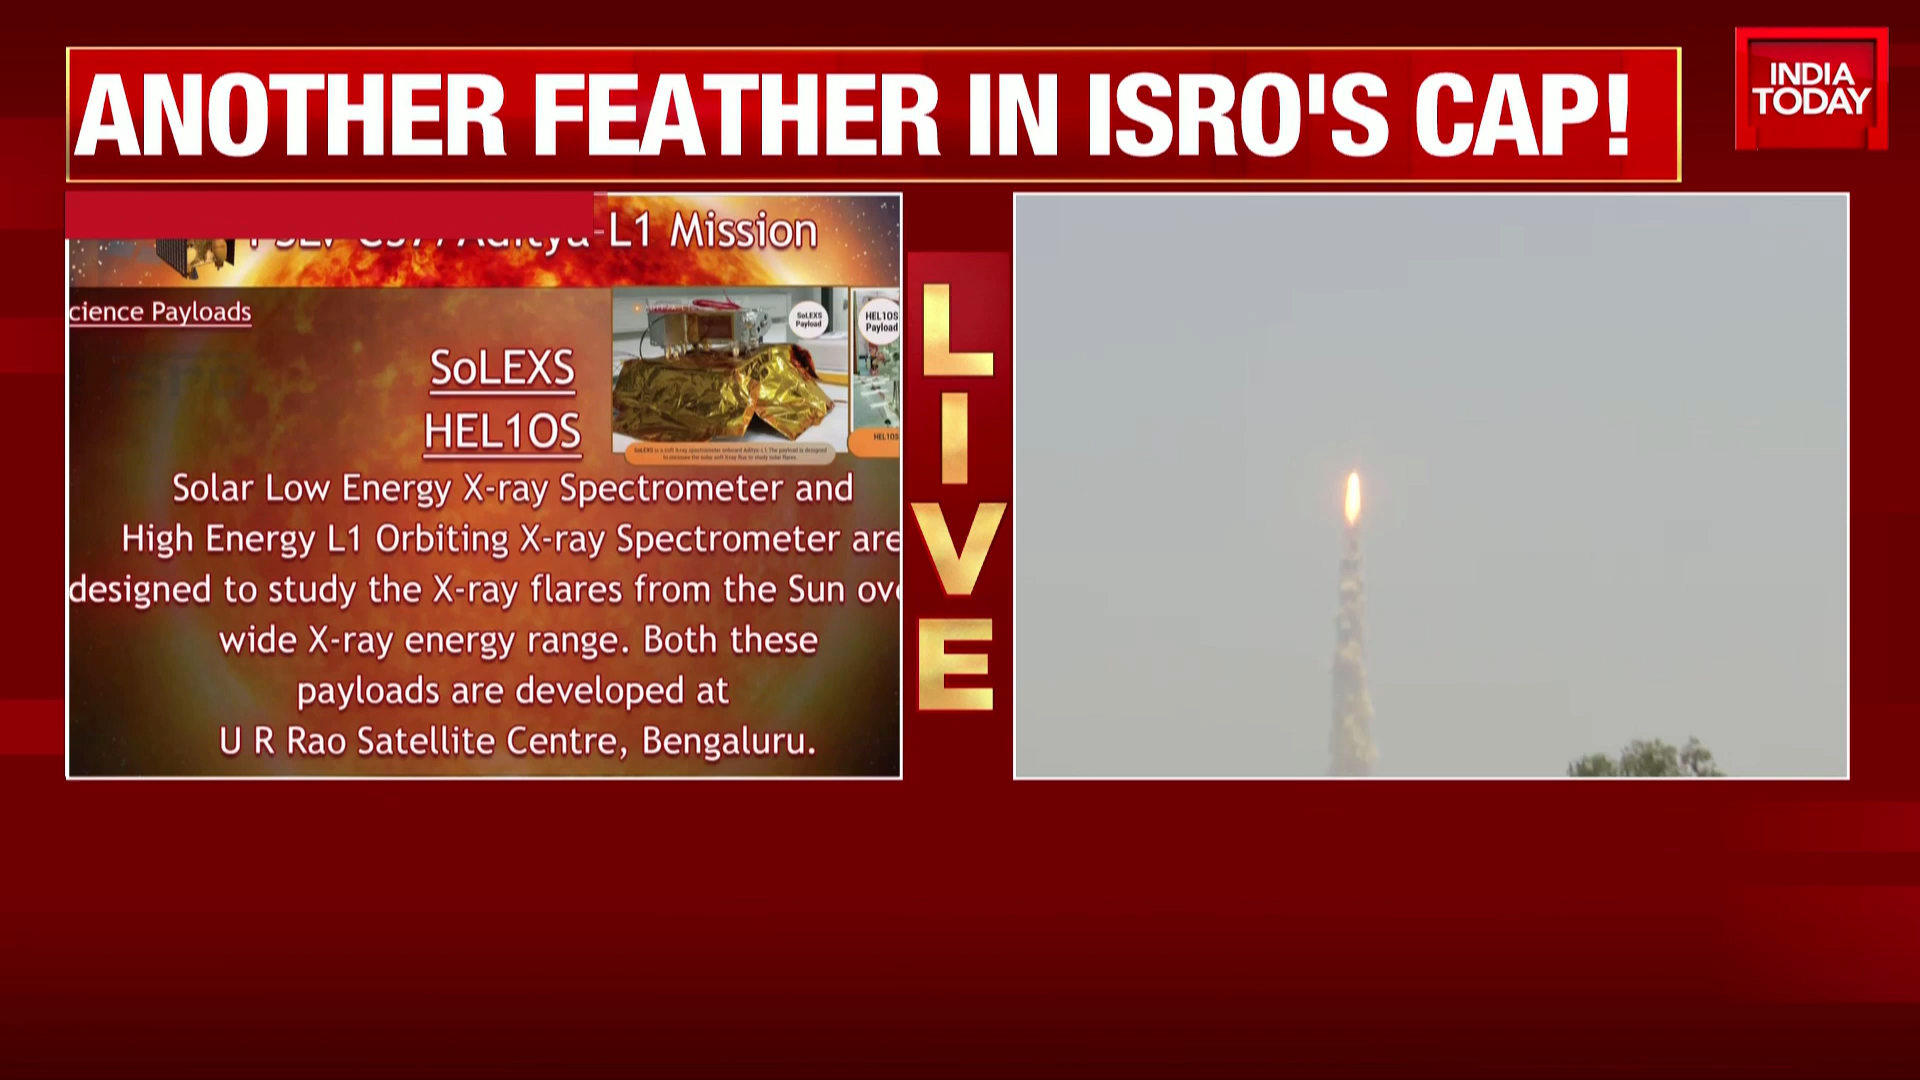 ANOTHER FEATHER IN ISRO'S CAP!
INDIA
TODAY
-L1 Mission
cience Payloads
SoLEXS
Payload
HEL1OS
Payload
SoLEXS
HEL1OS
HEL1OS
Solar Low Energy X-ray Spectrometer and
High Energy L1 Orbiting X-ray Spectrometer are
designed to study the X-ray flares from the Sun ov
wide X-ray energy range. Both these
payloads are developed at
U R Rao Satellite Centre, Bengaluru.
LIVE